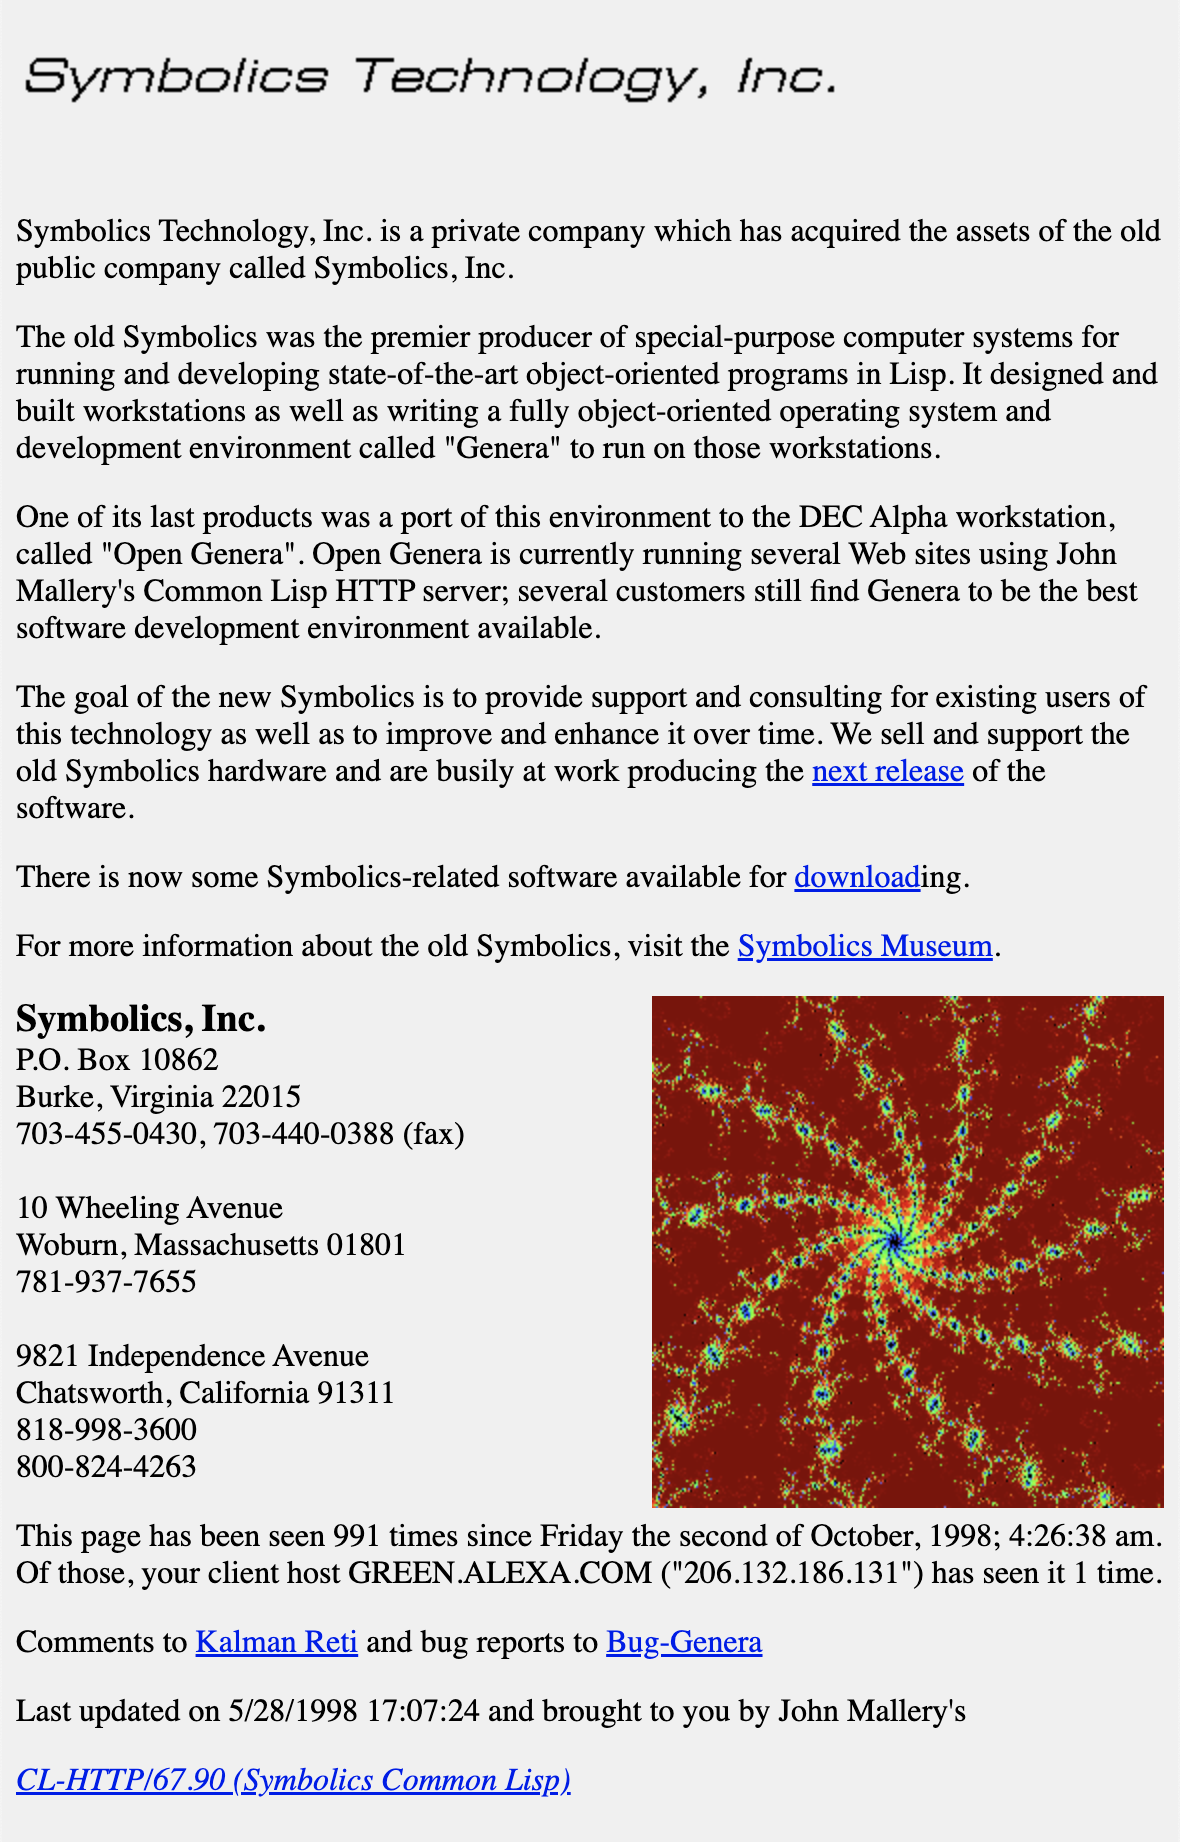 Symbolics Technology, Inc.
Symbolics Technology, Inc. is a private company which has acquired the assets of the old
public company called Symbolics, Inc.
The old Symbolics was the premier producer of special-purpose computer systems for
running and developing state-of-the-art object-oriented programs in Lisp. It designed and
built workstations as well as writing a fully object-oriented operating system and
development environment called "Genera" to run on those workstations.
One of its last products was a port of this environment to the DEC Alpha workstation,
called "Open Genera". Open Genera is currently running several Web sites using John
Mallery's Common Lisp HTTP server; several customers still find Genera to be the best
software development environment available.
The goal of the new Symbolics is to provide support and consulting for existing users of
this technology as well as to improve and enhance it over time. We sell and support the
old Symbolics hardware and are busily at work producing the next release of the
software.
There is now some Symbolics-related software available for downloading.
For more information about the old Symbolics, visit the Symbolics Museum.
Symbolics, Inc.
P.O. Box 10862
Burke, Virginia 22015
703-455-0430, 703-440-0388 (fax)
10 Wheeling Avenue
Woburn, Massachusetts 01801
781-937-7655
9821 Independence Avenue
Chatsworth, California 91311
818-998-3600
800-824-4263
This page has been seen 991 times since Friday the second of October, 1998; 4:26:38 am.
Of those, your client host GREEN.ALEXA.COM ("206.132.186.131") has seen it 1 time.
Comments to Kalman Reti and bug reports to Bug-Genera
Last updated on 5/28/1998 17:07:24 and brought to you by John Mallery's
CL-HTTP/67.90 (Symbolics Common Lisp)